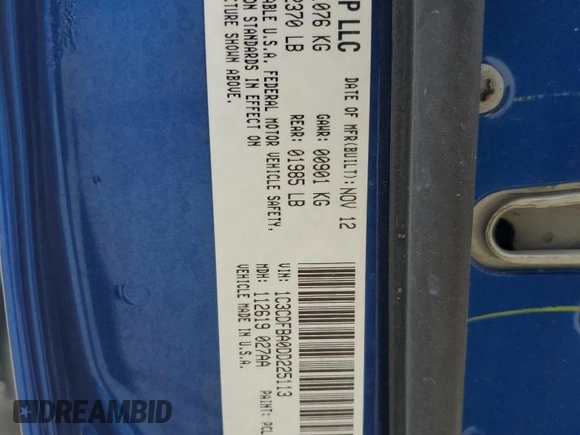 P LLC
DATE OF MFR(BUILT): NOV 12
076 KG GAWR: 00901 KG
2370 LB REAR: 01985 LB
ABLE U.S.A. FEDERAL MOTOR VEHICLE SAFETY,
ON STANDARDS IN EFFECT ON
CTURE SHOWN ABOVE.
VIN: 1C3CDFBA0DD225113
MDH: 112619 027AA
VEHICLE MADE IN U.S.A.
PAINT: PCL
DREAMBID